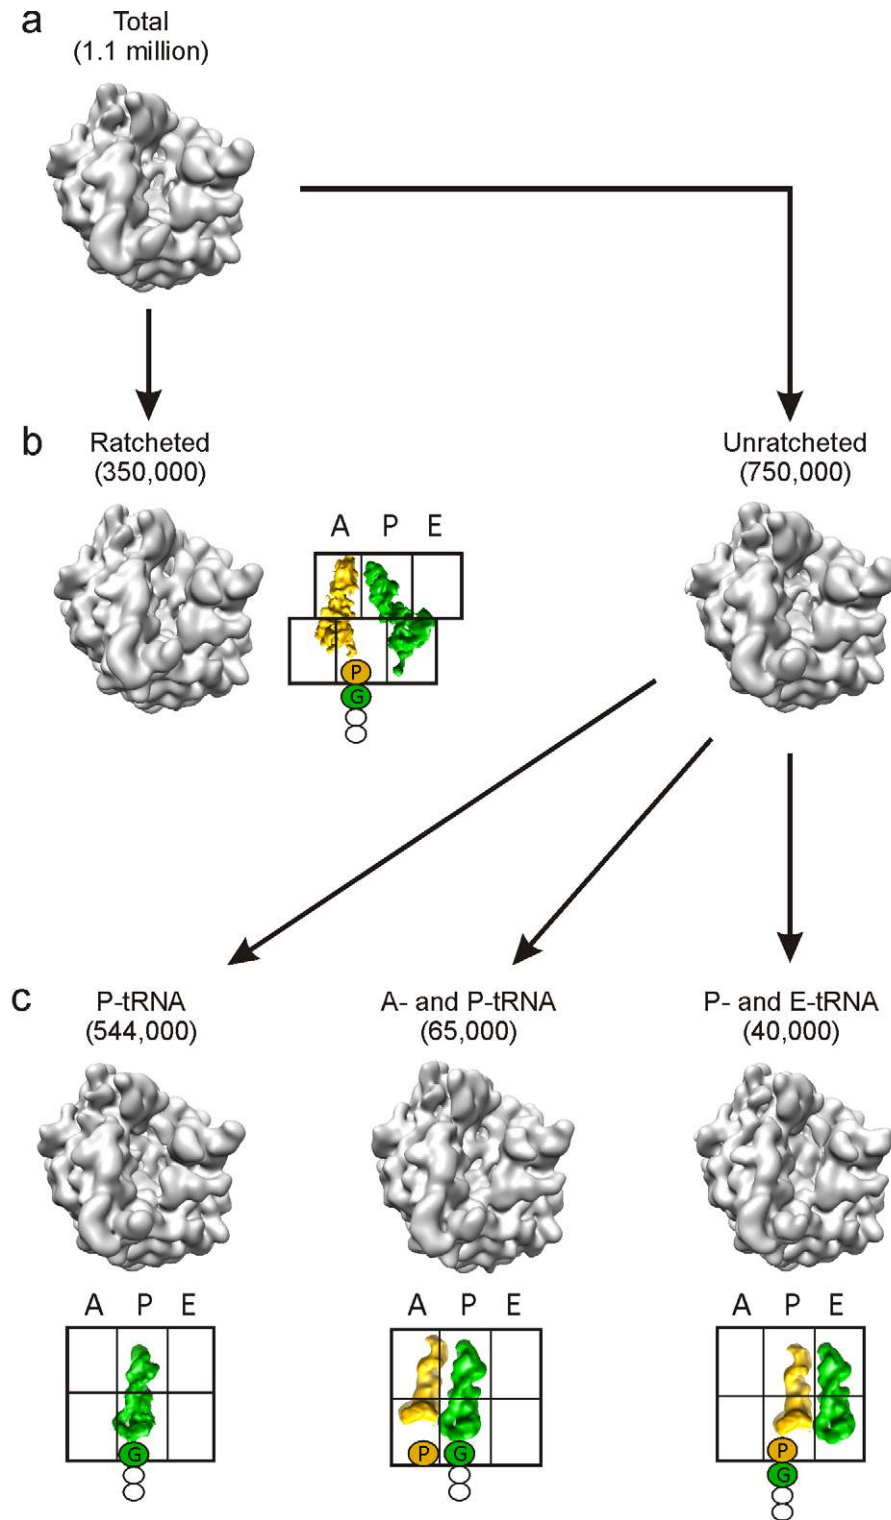 a
Total
(1.1 million)
b
Ratcheted
(350,000)
A P E
P
G
Unratcheted
(750,000)
c
P-tRNA
(544,000)
A P E
G
A- and P-tRNA
(65,000)
A P E
P G
P- and E-tRNA
(40,000)
A P E
P
G